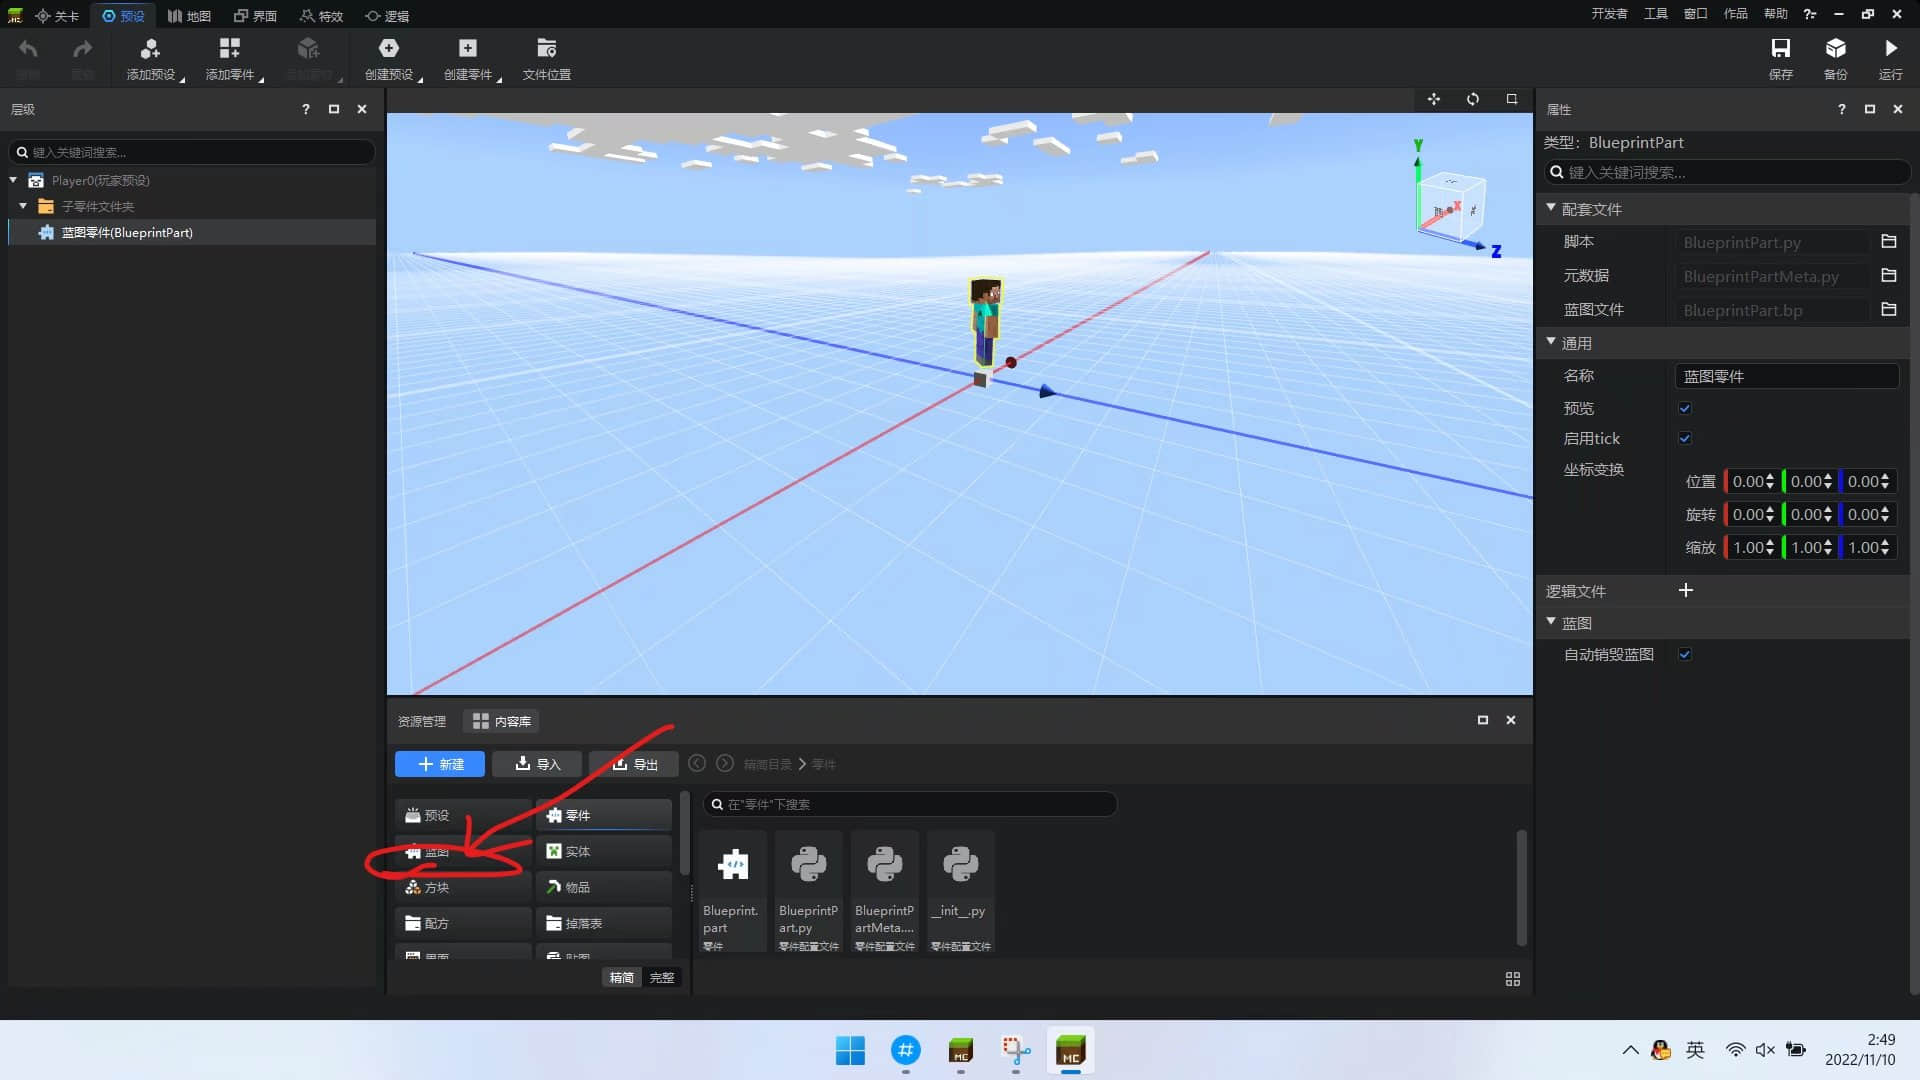 关卡 预设 地图 界面 特效 逻辑 开发者 工具 窗口 作品 帮助
添加预设 添加零件 创建预设 创建零件 文件位置 保存 备份 运行
层级
键入关键词搜索...
Player0(玩家预设)
子零件文件夹
蓝图零件(BlueprintPart)
Y
X
Z
属性
类型: BlueprintPart
键入关键词搜索...
配套文件
脚本 BlueprintPart.py
元数据 BlueprintPartMeta.py
蓝图文件 BlueprintPart.bp
通用
名称 蓝图零件
预览
启用tick
坐标变换
位置 0.00 0.00 0.00
旋转 0.00 0.00 0.00
缩放 1.00 1.00 1.00
逻辑文件 +
蓝图
自动销毁蓝图
资源管理 内容库
新建 导入 导出 精简目录 > 零件
预设 零件
蓝图 实体
方块 物品
配方 掉落表
界面 贴图
精简 完整
在"零件"下搜索
Blueprint.
part
零件
BlueprintP
art.py
零件配置文件
BlueprintP
artMeta....
零件配置文件
__init__.py
零件配置文件
MC MC
英
2:49
2022/11/10